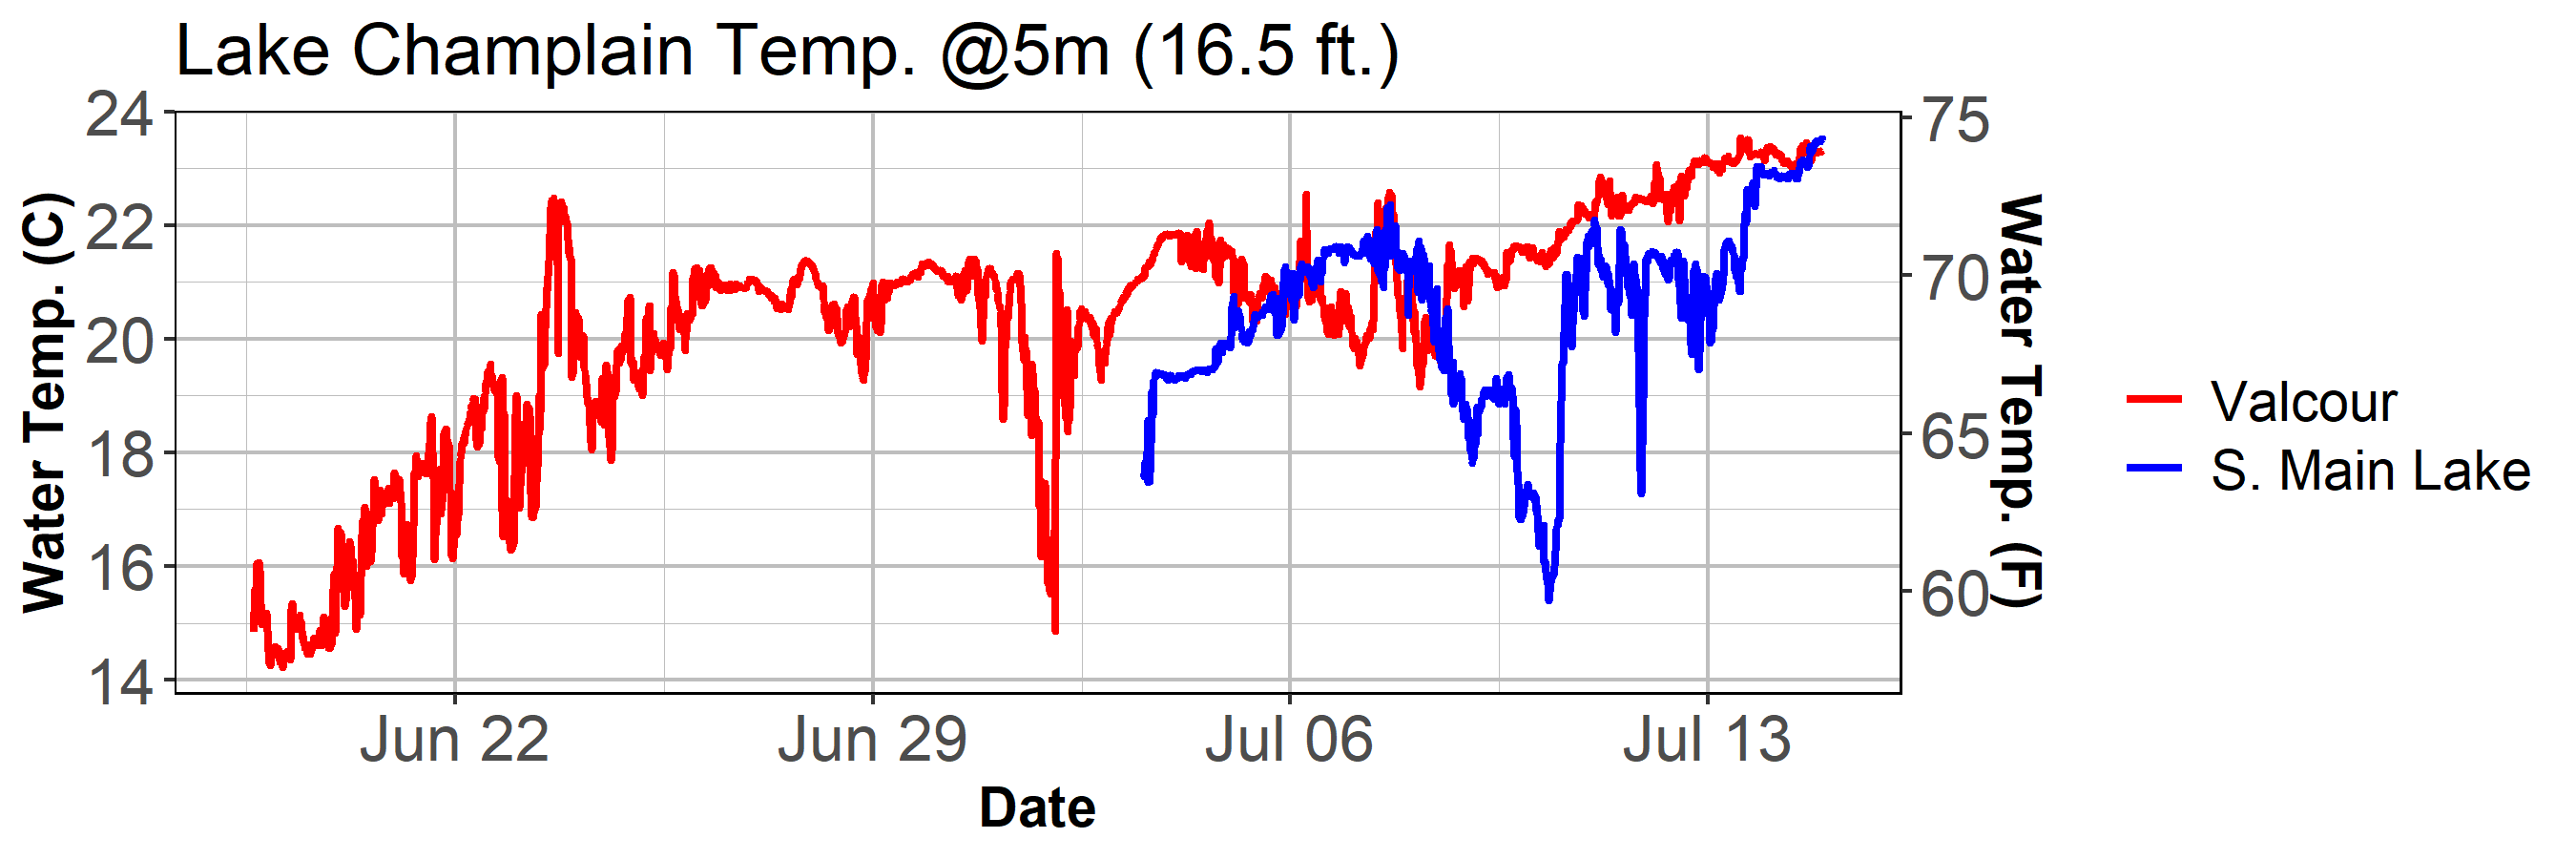 Lake Champlain Temp. @5m (16.5 ft.)
Water Temp. (C)
24
22
20
18
16
14
75
70
65
60
Water Temp. (F)
Jun 22
Jun 29
Jul 06
Jul 13
Date
Valcour
S. Main Lake